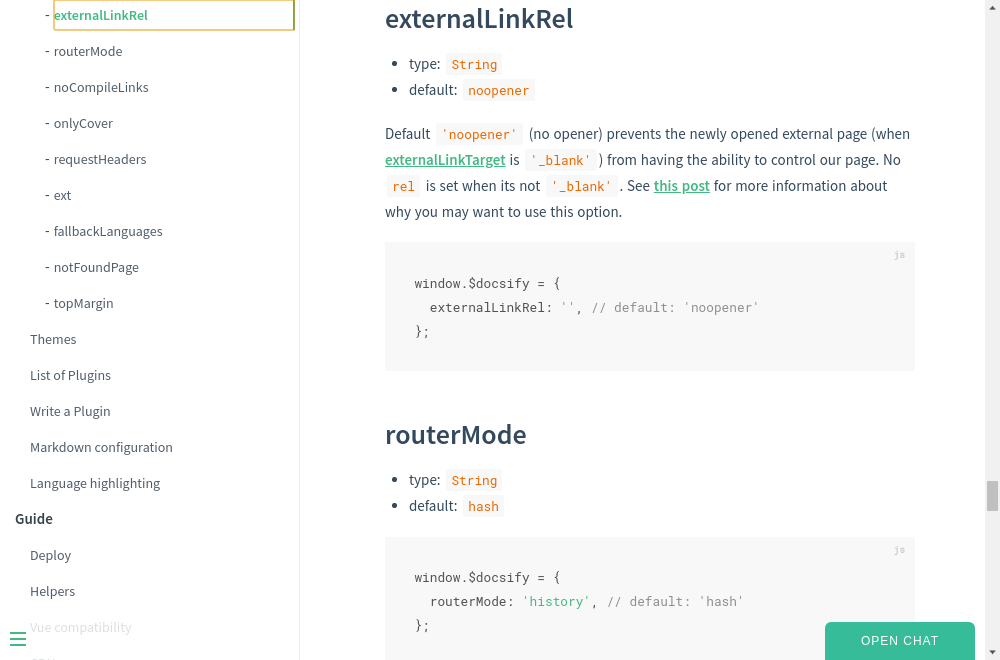 - externalLinkRel
- routerMode
- noCompileLinks
- onlyCover
- requestHeaders
- ext
- fallbackLanguages
- notFoundPage
- topMargin
Themes
List of Plugins
Write a Plugin
Markdown configuration
Language highlighting
Guide
Deploy
Helpers
Vue compatibility
externalLinkRel
• type: String
• default: noopener
Default 'noopener' (no opener) prevents the newly opened external page (when
externalLinkTarget is '_blank' ) from having the ability to control our page. No
rel is set when its not '_blank' . See this post for more information about
why you may want to use this option.
js
window.$docsify = {
  externalLinkRel: '', // default: 'noopener'
};
routerMode
• type: String
• default: hash
js
window.$docsify = {
  routerMode: 'history', // default: 'hash'
};
OPEN CHAT